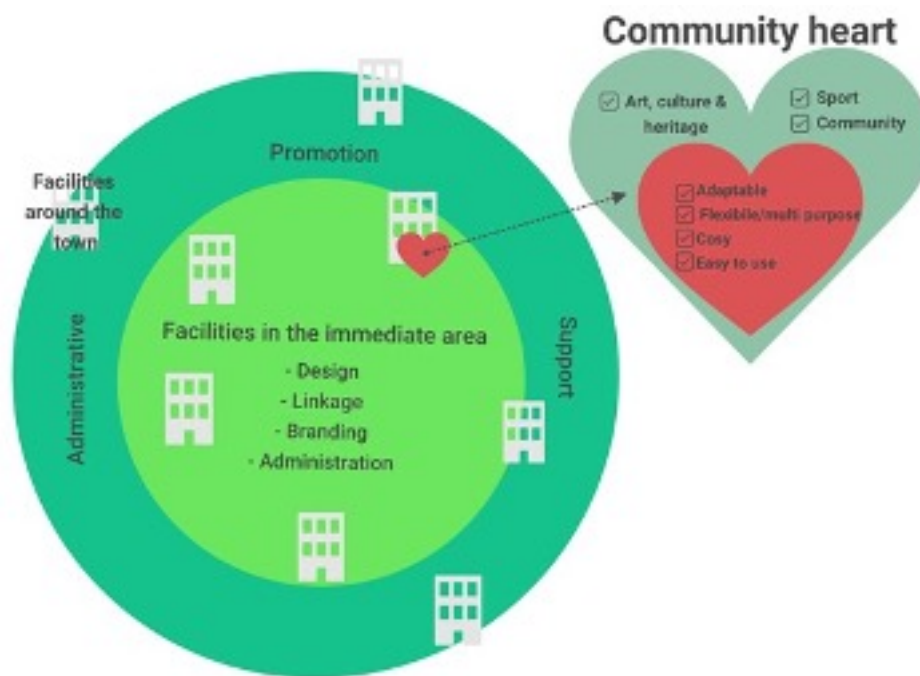 Community heart
Art, culture &
heritage
Sport
Community
Adaptable
Flexibile/multi purpose
Cosy
Easy to use
Promotion
Facilities
around the
town
Administrative
Support
Facilities in the immediate area
- Design
- Linkage
- Branding
- Administration